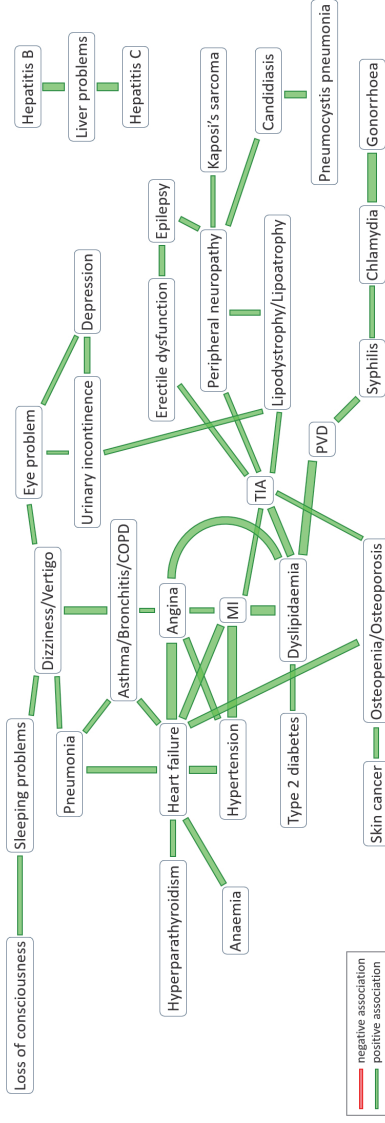 Loss of consciousness
Sleeping problems
Dizziness/Vertigo
Eye problem
Depression
Hepatitis B
Pneumonia
Urinary incontinence
Liver problems
Asthma/Bronchitis/COPD
Hepatitis C
Hyperparathyroidism
Heart failure
Angina
Erectile dysfunction
Epilepsy
Peripheral neuropathy
Kaposi's sarcoma
Anaemia
Hypertension
MI
TIA
Lipodystrophy/Lipoatrophy
Candidiasis
Type 2 diabetes
Dyslipidaemia
PVD
Pneumocystis pneumonia
Skin cancer
Osteopenia/Osteoporosis
Syphilis
Chlamydia
Gonorrhoea
negative association
positive association